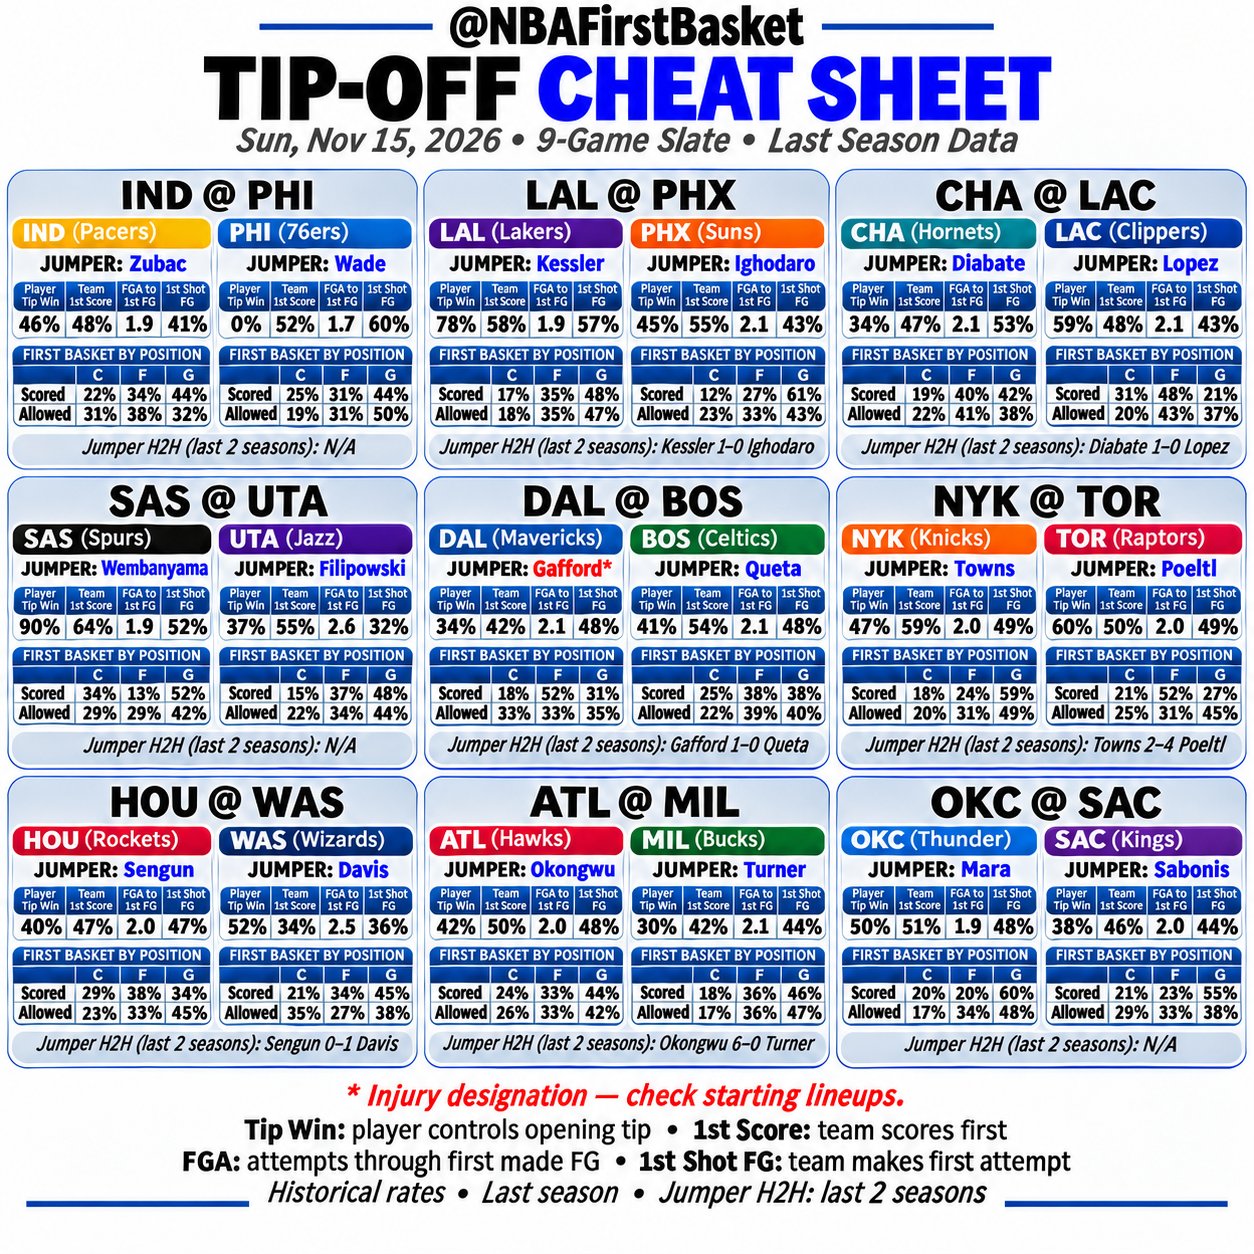 @NBAFirstBasket
TIP-OFF CHEAT SHEET
Sun, Nov 15, 2026 • 9-Game Slate • Last Season Data
IND @ PHI
IND (Pacers)
JUMPER: Zubac
Player Tip Win Team 1st Score FGA to 1st FG 1st Shot FG
46% 48% 1.9 41%
FIRST BASKET BY POSITION
C F G
Scored 22% 34% 44%
Allowed 31% 38% 32%
PHI (76ers)
JUMPER: Wade
Player Tip Win Team 1st Score FGA to 1st FG 1st Shot FG
0% 52% 1.7 60%
FIRST BASKET BY POSITION
C F G
Scored 25% 31% 44%
Allowed 19% 31% 50%
Jumper H2H (last 2 seasons): N/A
LAL @ PHX
LAL (Lakers)
JUMPER: Kessler
Player Tip Win Team 1st Score FGA to 1st FG 1st Shot FG
78% 58% 1.9 57%
FIRST BASKET BY POSITION
C F G
Scored 17% 35% 48%
Allowed 18% 35% 47%
PHX (Suns)
JUMPER: Ighodaro
Player Tip Win Team 1st Score FGA to 1st FG 1st Shot FG
45% 55% 2.1 43%
FIRST BASKET BY POSITION
C F G
Scored 12% 27% 61%
Allowed 23% 33% 43%
Jumper H2H (last 2 seasons): Kessler 1–0 Ighodaro
CHA @ LAC
CHA (Hornets)
JUMPER: Diabate
Player Tip Win Team 1st Score FGA to 1st FG 1st Shot FG
34% 47% 2.1 53%
FIRST BASKET BY POSITION
C F G
Scored 19% 40% 42%
Allowed 22% 41% 38%
LAC (Clippers)
JUMPER: Lopez
Player Tip Win Team 1st Score FGA to 1st FG 1st Shot FG
59% 48% 2.1 43%
FIRST BASKET BY POSITION
C F G
Scored 31% 48% 21%
Allowed 20% 43% 37%
Jumper H2H (last 2 seasons): Diabate 1–0 Lopez
SAS @ UTA
SAS (Spurs)
JUMPER: Wembanyama
Player Tip Win Team 1st Score FGA to 1st FG 1st Shot FG
90% 64% 1.9 52%
FIRST BASKET BY POSITION
C F G
Scored 34% 13% 52%
Allowed 29% 29% 42%
UTA (Jazz)
JUMPER: Filipowski
Player Tip Win Team 1st Score FGA to 1st FG 1st Shot FG
37% 55% 2.6 32%
FIRST BASKET BY POSITION
C F G
Scored 15% 37% 48%
Allowed 22% 34% 44%
Jumper H2H (last 2 seasons): N/A
DAL @ BOS
DAL (Mavericks)
JUMPER: Gafford*
Player Tip Win Team 1st Score FGA to 1st FG 1st Shot FG
34% 42% 2.1 48%
FIRST BASKET BY POSITION
C F G
Scored 18% 52% 31%
Allowed 33% 33% 35%
BOS (Celtics)
JUMPER: Queta
Player Tip Win Team 1st Score FGA to 1st FG 1st Shot FG
41% 54% 2.1 48%
FIRST BASKET BY POSITION
C F G
Scored 25% 38% 38%
Allowed 22% 39% 40%
Jumper H2H (last 2 seasons): Gafford 1–0 Queta
NYK @ TOR
NYK (Knicks)
JUMPER: Towns
Player Tip Win Team 1st Score FGA to 1st FG 1st Shot FG
47% 59% 2.0 49%
FIRST BASKET BY POSITION
C F G
Scored 18% 24% 59%
Allowed 20% 31% 49%
TOR (Raptors)
JUMPER: Poeltl
Player Tip Win Team 1st Score FGA to 1st FG 1st Shot FG
60% 50% 2.0 49%
FIRST BASKET BY POSITION
C F G
Scored 21% 52% 27%
Allowed 25% 31% 45%
Jumper H2H (last 2 seasons): Towns 2–4 Poeltl
HOU @ WAS
HOU (Rockets)
JUMPER: Sengun
Player Tip Win Team 1st Score FGA to 1st FG 1st Shot FG
40% 47% 2.0 47%
FIRST BASKET BY POSITION
C F G
Scored 29% 38% 34%
Allowed 23% 33% 45%
WAS (Wizards)
JUMPER: Davis
Player Tip Win Team 1st Score FGA to 1st FG 1st Shot FG
52% 34% 2.5 36%
FIRST BASKET BY POSITION
C F G
Scored 21% 34% 45%
Allowed 35% 27% 38%
Jumper H2H (last 2 seasons): Sengun 0–1 Davis
ATL @ MIL
ATL (Hawks)
JUMPER: Okongwu
Player Tip Win Team 1st Score FGA to 1st FG 1st Shot FG
42% 50% 2.0 48%
FIRST BASKET BY POSITION
C F G
Scored 24% 33% 44%
Allowed 26% 33% 42%
MIL (Bucks)
JUMPER: Turner
Player Tip Win Team 1st Score FGA to 1st FG 1st Shot FG
30% 42% 2.1 44%
FIRST BASKET BY POSITION
C F G
Scored 18% 36% 46%
Allowed 17% 36% 47%
Jumper H2H (last 2 seasons): Okongwu 6–0 Turner
OKC @ SAC
OKC (Thunder)
JUMPER: Mara
Player Tip Win Team 1st Score FGA to 1st FG 1st Shot FG
50% 51% 1.9 48%
FIRST BASKET BY POSITION
C F G
Scored 20% 20% 60%
Allowed 17% 34% 48%
SAC (Kings)
JUMPER: Sabonis
Player Tip Win Team 1st Score FGA to 1st FG 1st Shot FG
38% 46% 2.0 44%
FIRST BASKET BY POSITION
C F G
Scored 21% 23% 55%
Allowed 29% 33% 38%
Jumper H2H (last 2 seasons): N/A
* Injury designation — check starting lineups.
Tip Win: player controls opening tip • 1st Score: team scores first
FGA: attempts through first made FG • 1st Shot FG: team makes first attempt
Historical rates • Last season • Jumper H2H: last 2 seasons